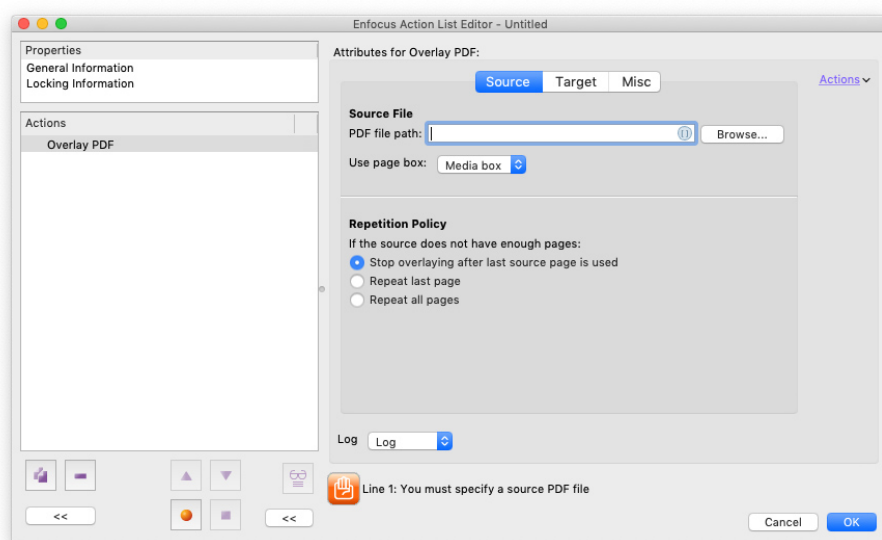 Enfocus Action List Editor - Untitled
Properties
General Information
Locking Information
Actions
Overlay PDF
<<
<<
Attributes for Overlay PDF:
Source Target Misc
Actions
Source File
PDF file path: Browse...
Use page box: Media box
Repetition Policy
If the source does not have enough pages:
Stop overlaying after last source page is used
Repeat last page
Repeat all pages
Log Log
Line 1: You must specify a source PDF file
Cancel OK